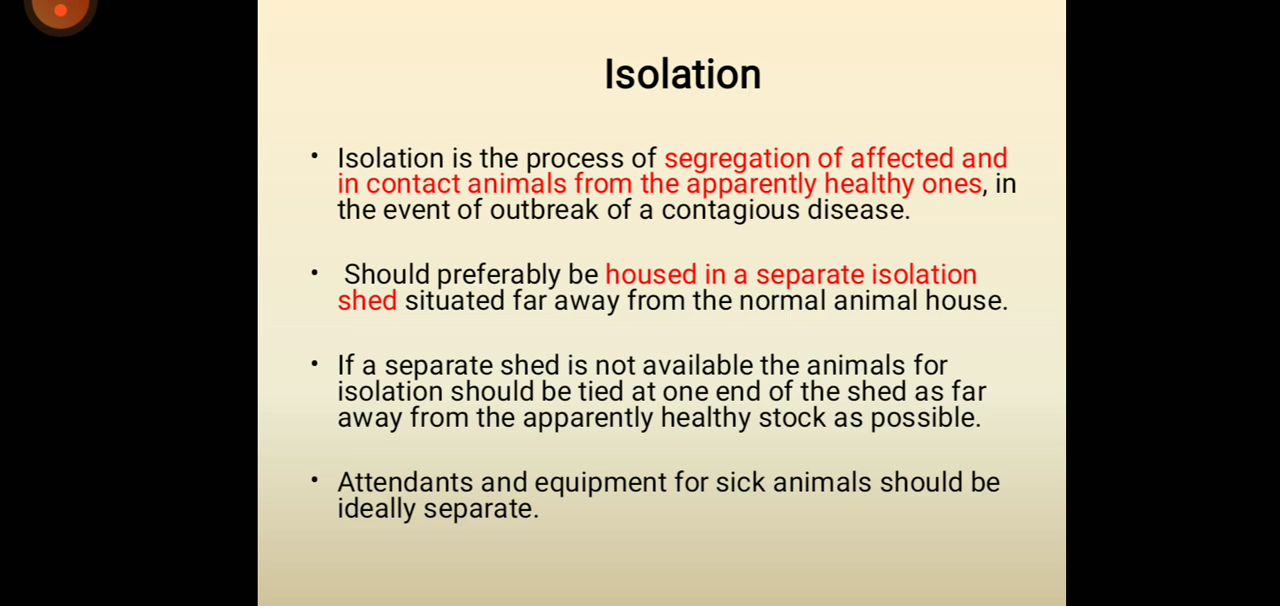 Isolation
• Isolation is the process of segregation of affected and
in contact animals from the apparently healthy ones, in
the event of outbreak of a contagious disease.
• Should preferably be housed in a separate isolation
shed situated far away from the normal animal house.
• If a separate shed is not available the animals for
isolation should be tied at one end of the shed as far
away from the apparently healthy stock as possible.
• Attendants and equipment for sick animals should be
ideally separate.